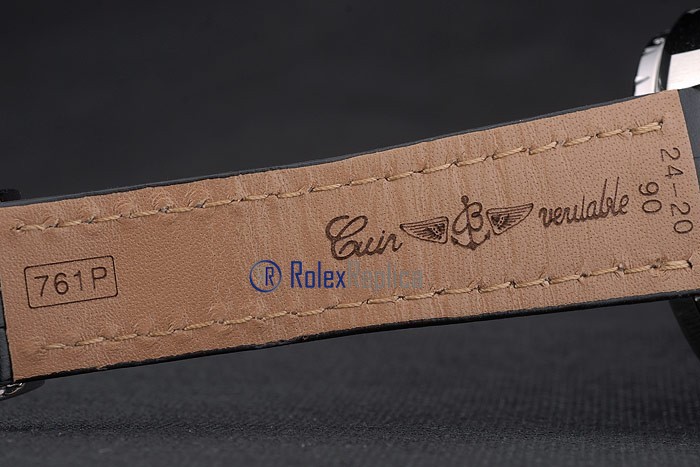 Cuir B veritable
24-20
90
761P
R RolexReplica